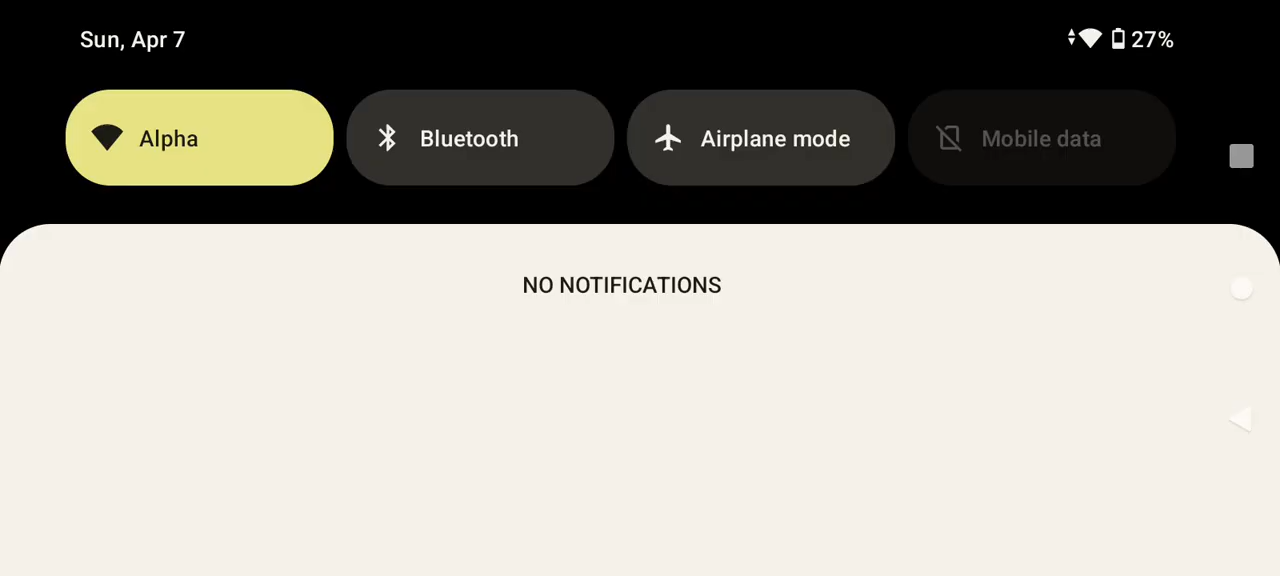 Sun, Apr 7
27%
Alpha
Bluetooth
Airplane mode
Mobile data
NO NOTIFICATIONS